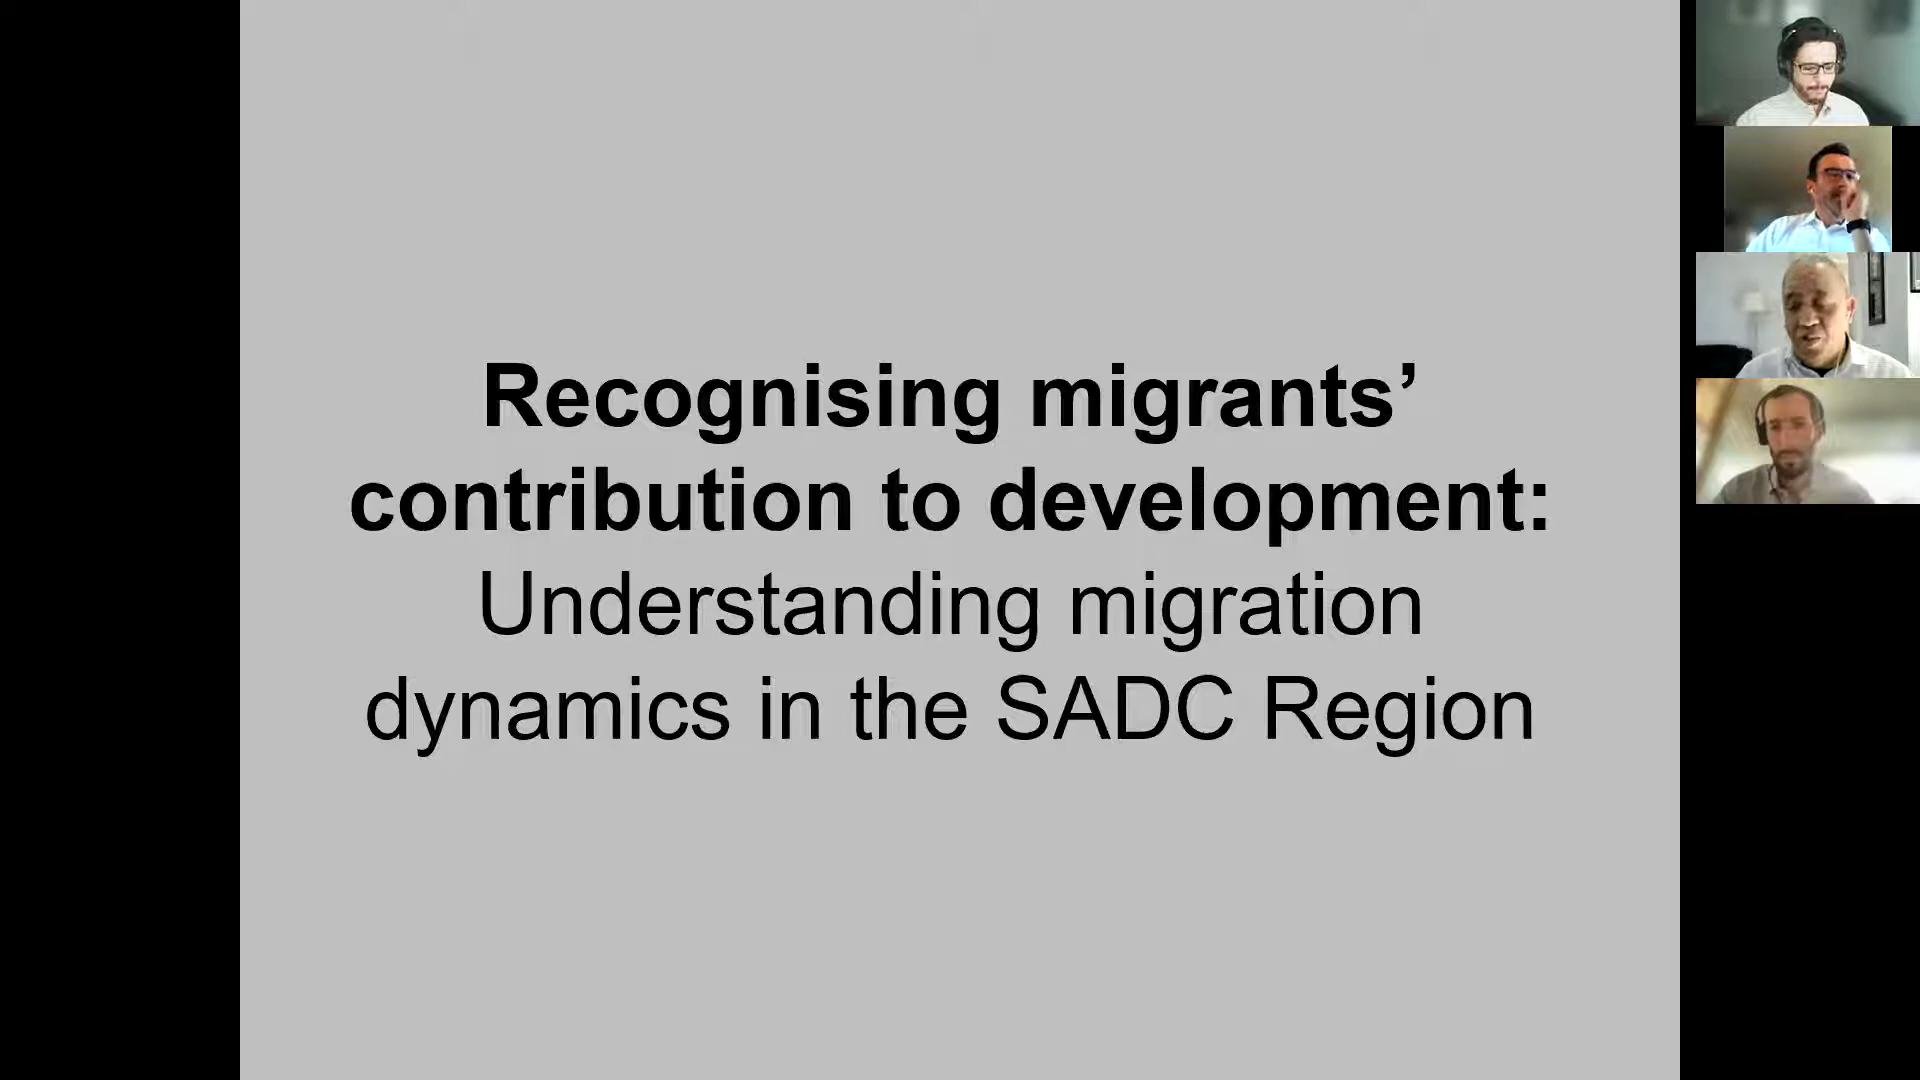 Recognising migrants’
contribution to development:
Understanding migration
dynamics in the SADC Region